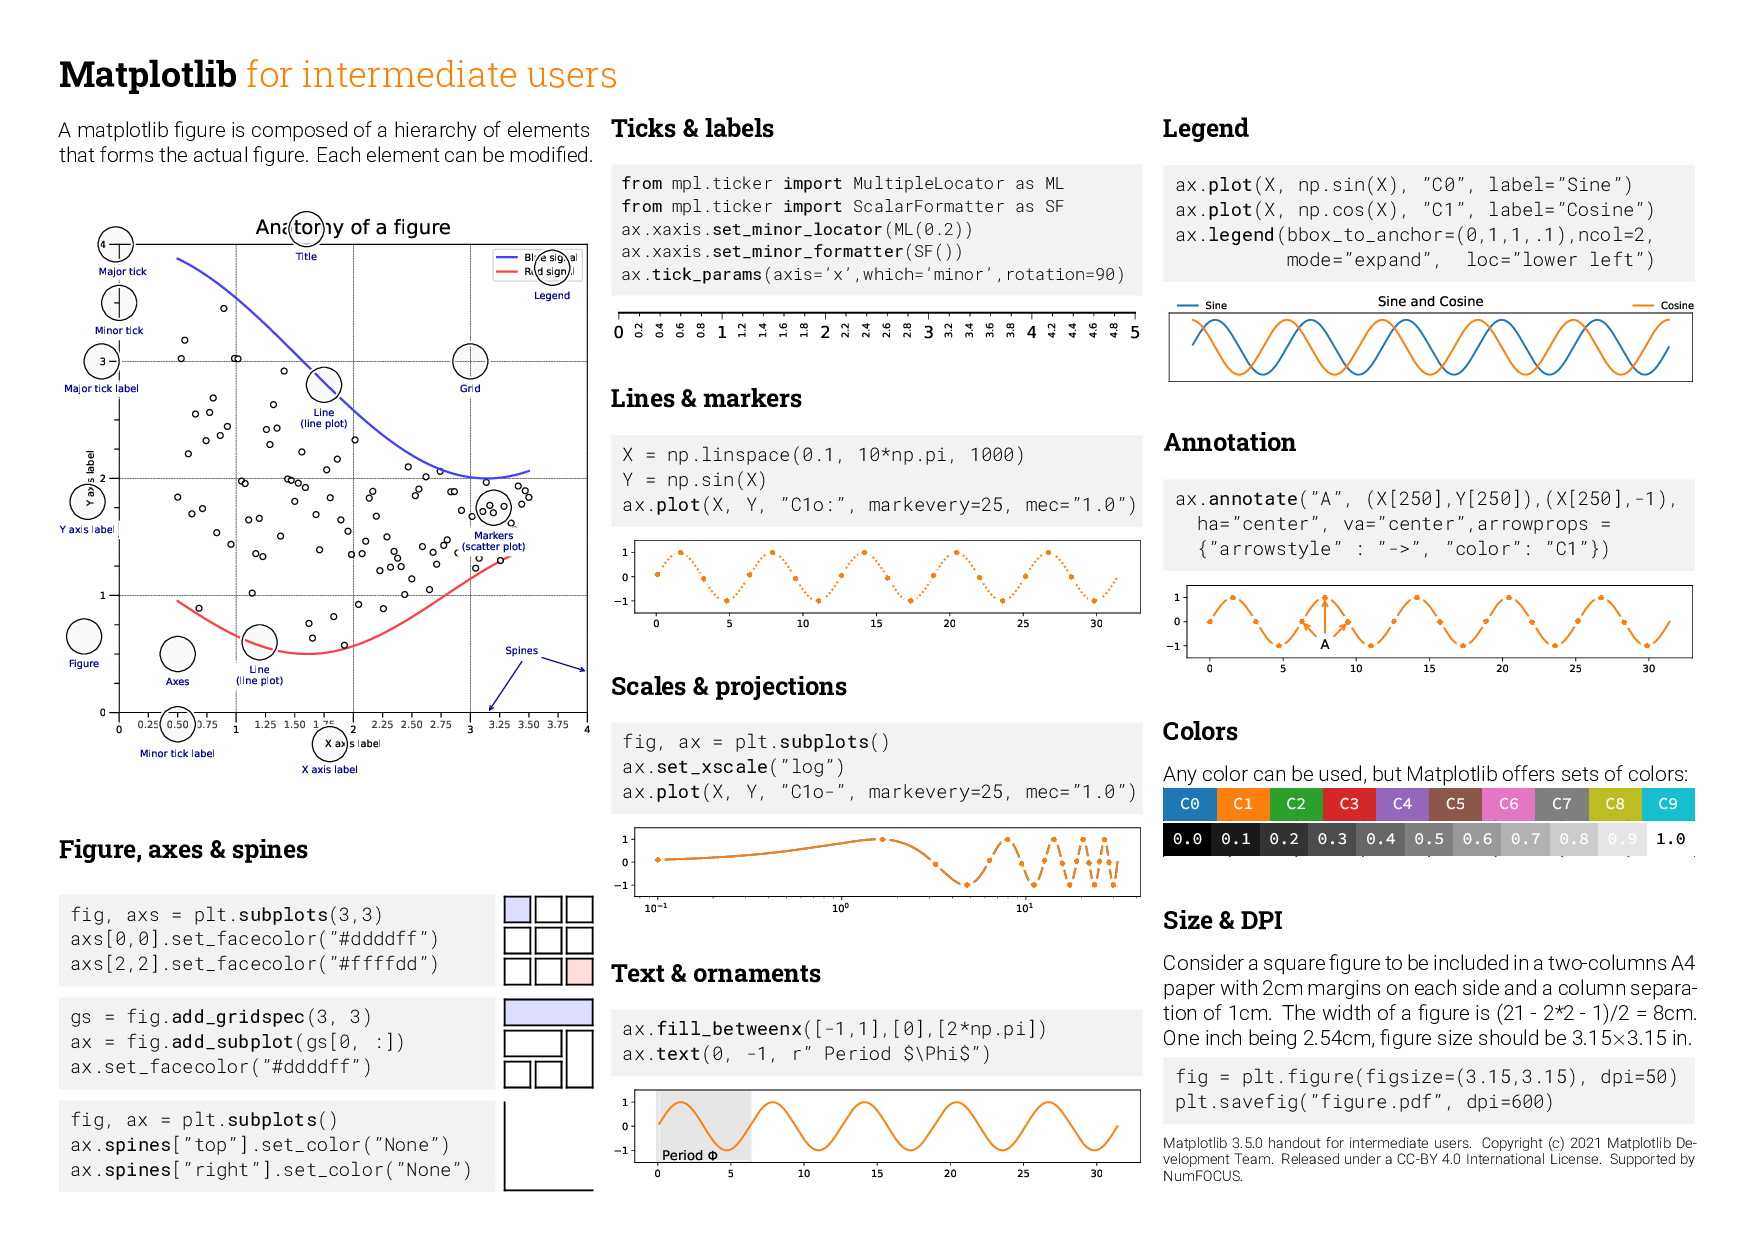 Matplotlib for intermediate users
A matplotlib figure is composed of a hierarchy of elements
that forms the actual figure. Each element can be modified.
Anatomy of a figure
Title
4
Major tick
Minor tick
3
Major tick label
Blue signal
Red signal
Legend
Grid
Line
(line plot)
2
Y axis label
Y axis label
Markers
(scatter plot)
1
Figure
Axes
Line
(line plot)
Spines
0
0 0.25 0.50 0.75 1 1.25 1.50 1.75 2 2.25 2.50 2.75 3 3.25 3.50 3.75 4
Minor tick label
X axis label
X axis label
Figure, axes & spines
fig, axs = plt.subplots(3,3)
axs[0,0].set_facecolor("#ddddff")
axs[2,2].set_facecolor("#ffffdd")
gs = fig.add_gridspec(3, 3)
ax = fig.add_subplot(gs[0, :])
ax.set_facecolor("#ddddff")
fig, ax = plt.subplots()
ax.spines["top"].set_color("None")
ax.spines["right"].set_color("None")
Ticks & labels
from mpl.ticker import MultipleLocator as ML
from mpl.ticker import ScalarFormatter as SF
ax.xaxis.set_minor_locator(ML(0.2))
ax.xaxis.set_minor_formatter(SF())
ax.tick_params(axis='x',which='minor',rotation=90)
0 0.2 0.4 0.6 0.8 1 1.2 1.4 1.6 1.8 2 2.2 2.4 2.6 2.8 3 3.2 3.4 3.6 3.8 4 4.2 4.4 4.6 4.8 5
Lines & markers
X = np.linspace(0.1, 10*np.pi, 1000)
Y = np.sin(X)
ax.plot(X, Y, "C1o:", markevery=25, mec="1.0")
1
0
−1
0 5 10 15 20 25 30
Scales & projections
fig, ax = plt.subplots()
ax.set_xscale("log")
ax.plot(X, Y, "C1o-", markevery=25, mec="1.0")
1
0
−1
10⁻¹ 10⁰ 10¹
Text & ornaments
ax.fill_betweenx([-1,1],[0],[2*np.pi])
ax.text(0, -1, r" Period $\Phi$")
1
0
−1
Period Φ
0 5 10 15 20 25 30
Legend
ax.plot(X, np.sin(X), "C0", label="Sine")
ax.plot(X, np.cos(X), "C1", label="Cosine")
ax.legend(bbox_to_anchor=(0,1,1,.1),ncol=2,
mode="expand", loc="lower left")
Sine Sine and Cosine Cosine
Annotation
ax.annotate("A", (X[250],Y[250]),(X[250],-1),
ha="center", va="center",arrowprops =
{"arrowstyle" : "->", "color": "C1"})
1
0
−1
A
0 5 10 15 20 25 30
Colors
Any color can be used, but Matplotlib offers sets of colors:
C0 C1 C2 C3 C4 C5 C6 C7 C8 C9
0.0 0.1 0.2 0.3 0.4 0.5 0.6 0.7 0.8 0.9 1.0
Size & DPI
Consider a square figure to be included in a two-columns A4
paper with 2cm margins on each side and a column separa-
tion of 1cm. The width of a figure is (21 - 2*2 - 1)/2 = 8cm.
One inch being 2.54cm, figure size should be 3.15×3.15 in.
fig = plt.figure(figsize=(3.15,3.15), dpi=50)
plt.savefig("figure.pdf", dpi=600)
Matplotlib 3.5.0 handout for intermediate users. Copyright (c) 2021 Matplotlib De-
velopment Team. Released under a CC-BY 4.0 International License. Supported by
NumFOCUS.